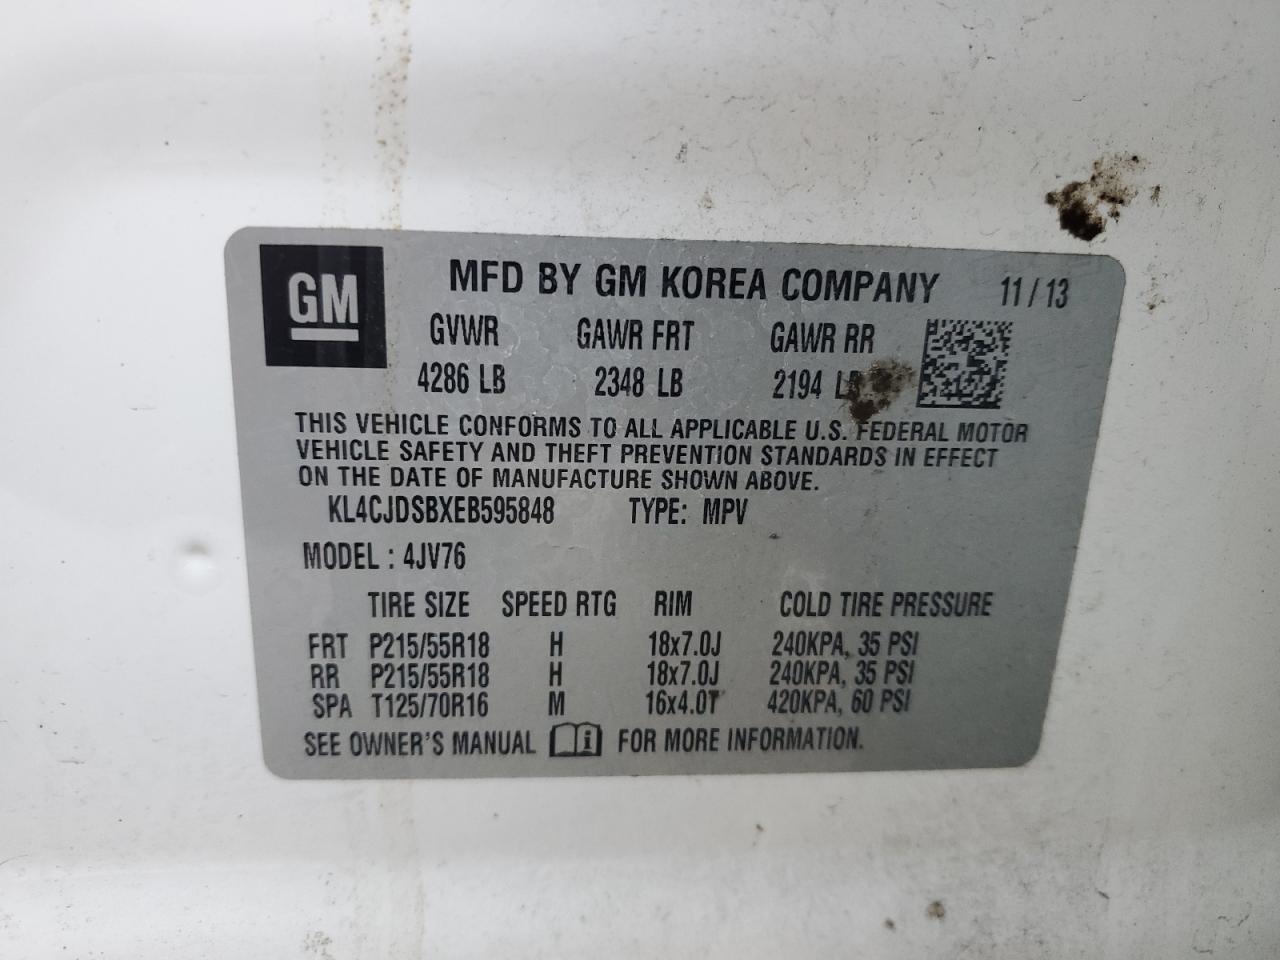 GM MFD BY GM KOREA COMPANY 11/13
GVWR GAWR FRT GAWR RR
4286 LB 2348 LB 2194
THIS VEHICLE CONFORMS TO ALL APPLICABLE U.S. FEDERAL MOTOR
VEHICLE SAFETY AND THEFT PREVENTION STANDARDS IN EFFECT
ON THE DATE OF MANUFACTURE SHOWN ABOVE.
KL4CJDSBXEB595848 TYPE: MPV
MODEL : 4JV76
TIRE SIZE SPEED RTG RIM COLD TIRE PRESSURE
FRT P215/55R18 H 18x7.0J 240KPA, 35 PSI
RR P215/55R18 H 18x7.0J 240KPA, 35 PSI
SPA T125/70R16 M 16x4.0T 420KPA, 60 PSI
SEE OWNER'S MANUAL i FOR MORE INFORMATION.